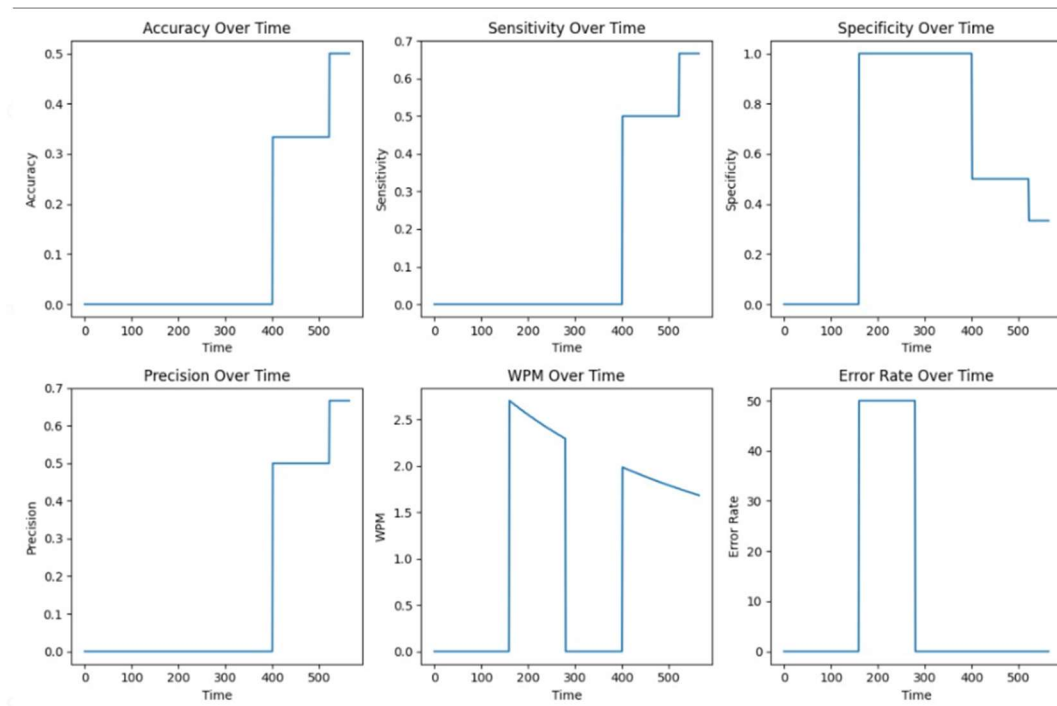 Accuracy Over Time
0.5
0.4
0.3
0.2
0.1
0.0
Accuracy
0 100 200 300 400 500
Time
Sensitivity Over Time
0.7
0.6
0.5
0.4
0.3
0.2
0.1
0.0
Sensitivity
0 100 200 300 400 500
Time
Specificity Over Time
1.0
0.8
0.6
0.4
0.2
0.0
Specificity
0 100 200 300 400 500
Time
Precision Over Time
0.7
0.6
0.5
0.4
0.3
0.2
0.1
0.0
Precision
0 100 200 300 400 500
Time
WPM Over Time
2.5
2.0
1.5
1.0
0.5
0.0
WPM
0 100 200 300 400 500
Time
Error Rate Over Time
50
40
30
20
10
0
Error Rate
0 100 200 300 400 500
Time